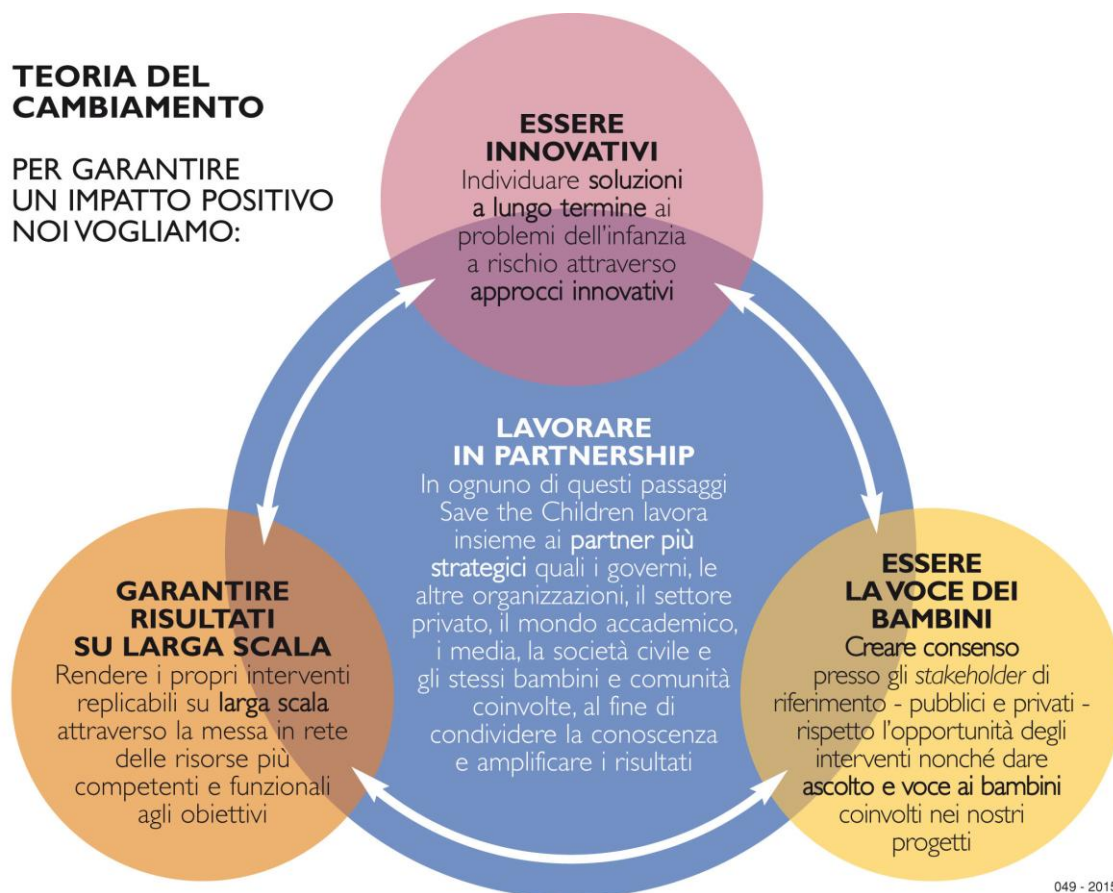 TEORIA DEL
CAMBIAMENTO
PER GARANTIRE
UN IMPATTO POSITIVO
NOI VOGLIAMO:
ESSERE
INNOVATIVI
Individuare soluzioni
a lungo termine ai
problemi dell'infanzia
a rischio attraverso
approcci innovativi
LAVORARE
IN PARTNERSHIP
In ognuno di questi passaggi
Save the Children lavora
insieme ai partner più
strategici quali i governi, le
altre organizzazioni, il settore
privato, il mondo accademico,
i media, la società civile e
gli stessi bambini e comunità
coinvolte, al fine di
condividere la conoscenza
e amplificare i risultati
GARANTIRE
RISULTATI
SU LARGA SCALA
Rendere i propri interventi
replicabili su larga scala
attraverso la messa in rete
delle risorse più
competenti e funzionali
agli obiettivi
ESSERE
LA VOCE DEI
BAMBINI
Creare consenso
presso gli stakeholder di
riferimento - pubblici e privati -
rispetto l'opportunità degli
interventi nonché dare
ascolto e voce ai bambini
coinvolti nei nostri
progetti
049 - 2015